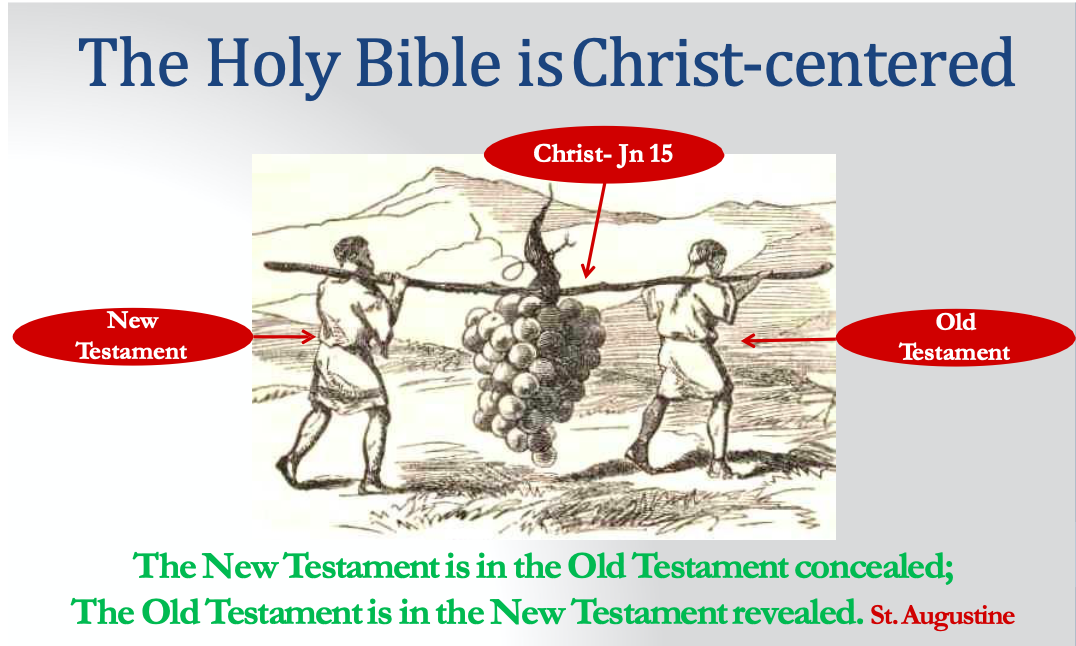 The Holy Bible is Christ-centered
Christ- Jn 15
New
Testament
Old
Testament
The New Testament is in the Old Testament concealed;
The Old Testament is in the New Testament revealed. St. Augustine